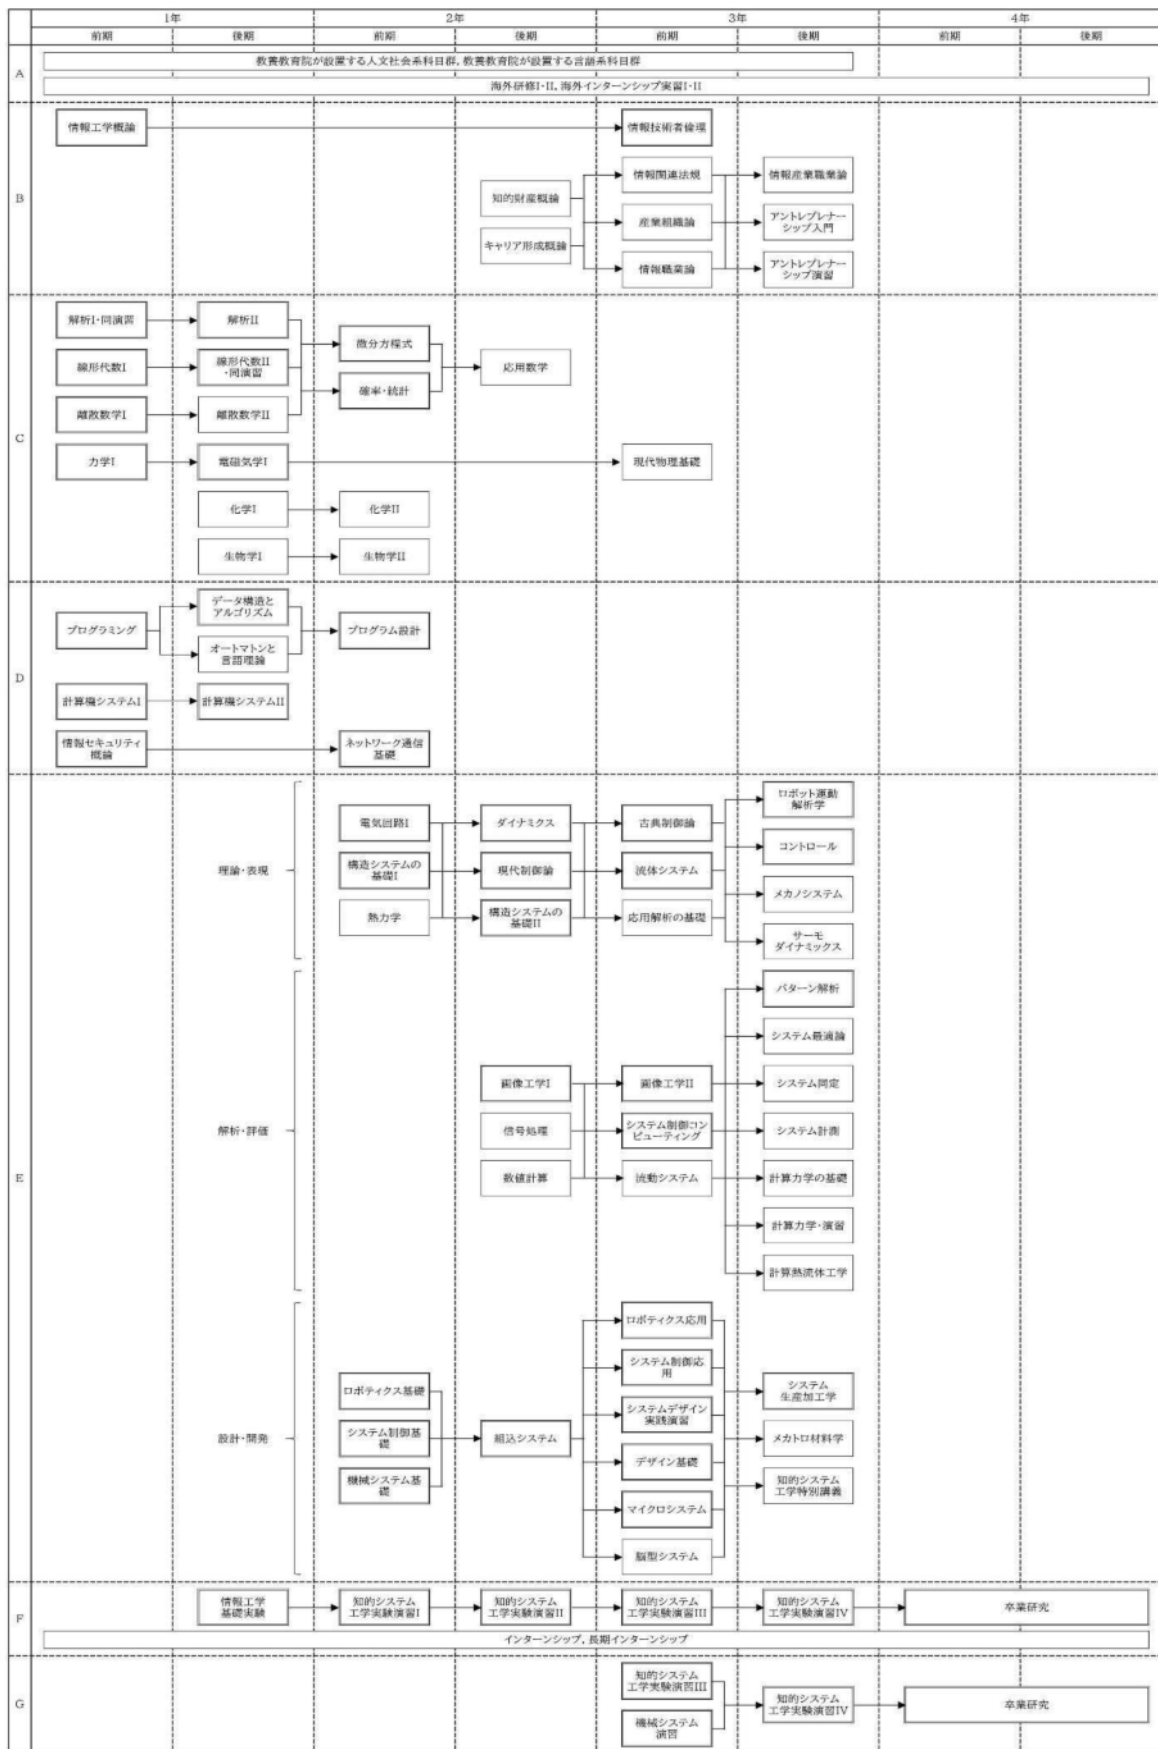 1年 2年 3年 4年
前期 後期 前期 後期 前期 後期 前期 後期
A
教養教育院が設置する人文社会系科目群, 教養教育院が設置する言語系科目群
海外研修I・II, 海外インターンシップ実習I・II
B
情報工学概論 情報技術者倫理
知的財産概論 情報関連法規 情報産業職業論
キャリア形成概論 産業組織論 アントレプレナー
シップ入門
情報職業論 アントレプレナー
シップ演習
C
解析I・同演習 解析II 微分方程式
線形代数I 線形代数II
・同演習
確率・統計 応用数学
離散数学I 離散数学II
力学I 電磁気学I 現代物理基礎
化学I 化学II
生物学I 生物学II
D
プログラミング データ構造と
アルゴリズム
オートマトンと
言語理論
プログラム設計
計算機システムI 計算機システムII
情報セキュリティ
概論
ネットワーク通信
基礎
E
理論・表現
電気回路I ダイナミクス 古典制御論 ロボット運動
解析学
構造システムの
基礎I
現代制御論 流体システム コントロール
熱力学 構造システムの
基礎II
応用解析の基礎 メカノシステム
サーモ
ダイナミックス
解析・評価
画像工学I 画像工学II パターン解析
システム最適論
システム同定
信号処理 システム制御コン
ピューティング
システム計測
数値計算 流動システム 計算力学の基礎
計算力学・演習
計算熱流体工学
設計・開発
ロボティクス基礎
システム制御基
礎
機械システム基
礎
組込システム
ロボティクス応用
システム制御応
用
システムデザイン
実践演習
デザイン基礎
マイクロシステム
脳型システム
システム
生産加工学
メカトロ材料学
知的システム
工学特別講義
F
情報工学
基礎実験
知的システム
工学実験演習I
知的システム
工学実験演習II
知的システム
工学実験演習III
知的システム
工学実験演習IV
卒業研究
インターンシップ, 長期インターンシップ
G
知的システム
工学実験演習III
機械システム
演習
知的システム
工学実験演習IV
卒業研究